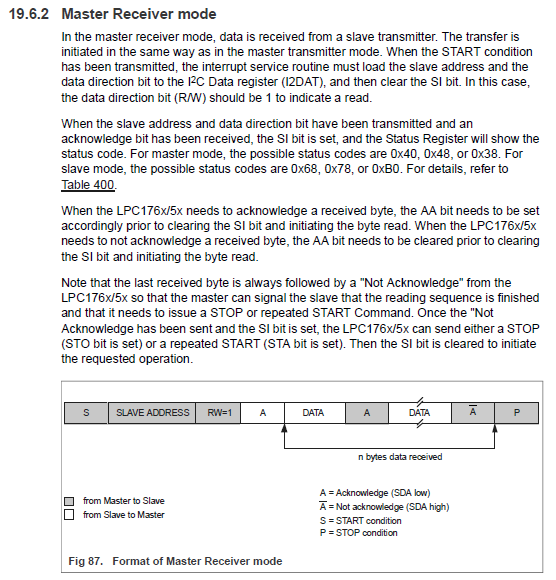 19.6.2 Master Receiver mode
In the master receiver mode, data is received from a slave transmitter. The transfer is
initiated in the same way as in the master transmitter mode. When the START condition
has been transmitted, the interrupt service routine must load the slave address and the
data direction bit to the I²C Data register (I2DAT), and then clear the SI bit. In this case,
the data direction bit (R/W) should be 1 to indicate a read.
When the slave address and data direction bit have been transmitted and an
acknowledge bit has been received, the SI bit is set, and the Status Register will show the
status code. For master mode, the possible status codes are 0x40, 0x48, or 0x38. For
slave mode, the possible status codes are 0x68, 0x78, or 0xB0. For details, refer to
Table 400.
When the LPC176x/5x needs to acknowledge a received byte, the AA bit needs to be set
accordingly prior to clearing the SI bit and initiating the byte read. When the LPC176x/5x
needs to not acknowledge a received byte, the AA bit needs to be cleared prior to clearing
the SI bit and initiating the byte read.
Note that the last received byte is always followed by a "Not Acknowledge" from the
LPC176x/5x so that the master can signal the slave that the reading sequence is finished
and that it needs to issue a STOP or repeated START Command. Once the "Not
Acknowledge has been sent and the SI bit is set, the LPC176x/5x can send either a STOP
(STO bit is set) or a repeated START (STA bit is set). Then the SI bit is cleared to initiate
the requested operation.
S SLAVE ADDRESS RW=1 A DATA A DATA A̅ P
n bytes data received
from Master to Slave
from Slave to Master
A = Acknowledge (SDA low)
A̅ = Not acknowledge (SDA high)
S = START condition
P = STOP condition
Fig 87. Format of Master Receiver mode